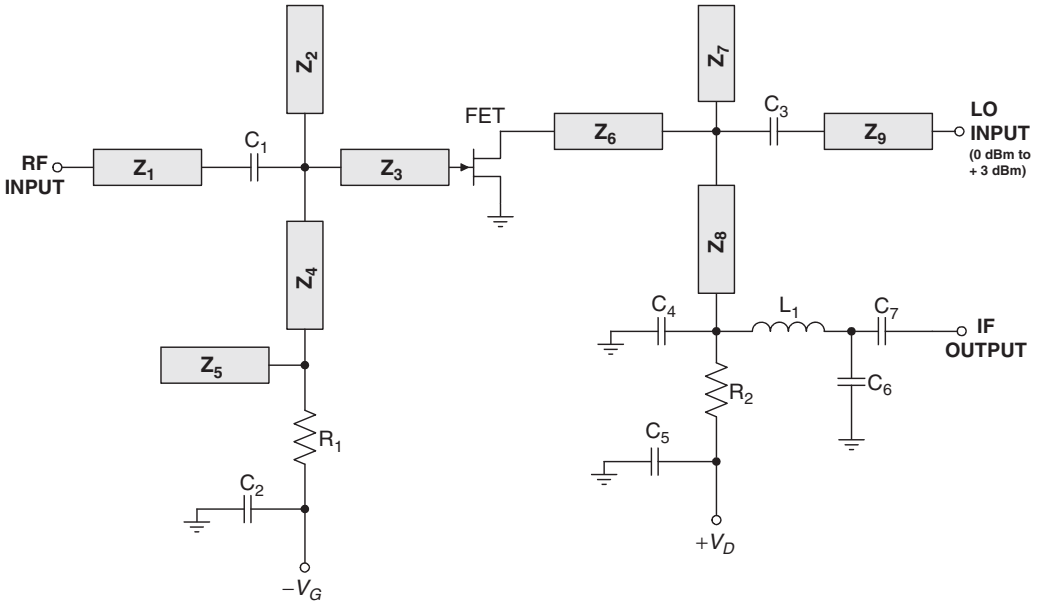 Z2
Z7
C3
LO
INPUT
(0 dBm to
+ 3 dBm)
FET
C1
RF
INPUT
Z1
Z3
Z6
Z9
Z4
Z8
C4
L1
C7
IF
OUTPUT
Z5
R2
C6
R1
C5
C2
+VD
−VG